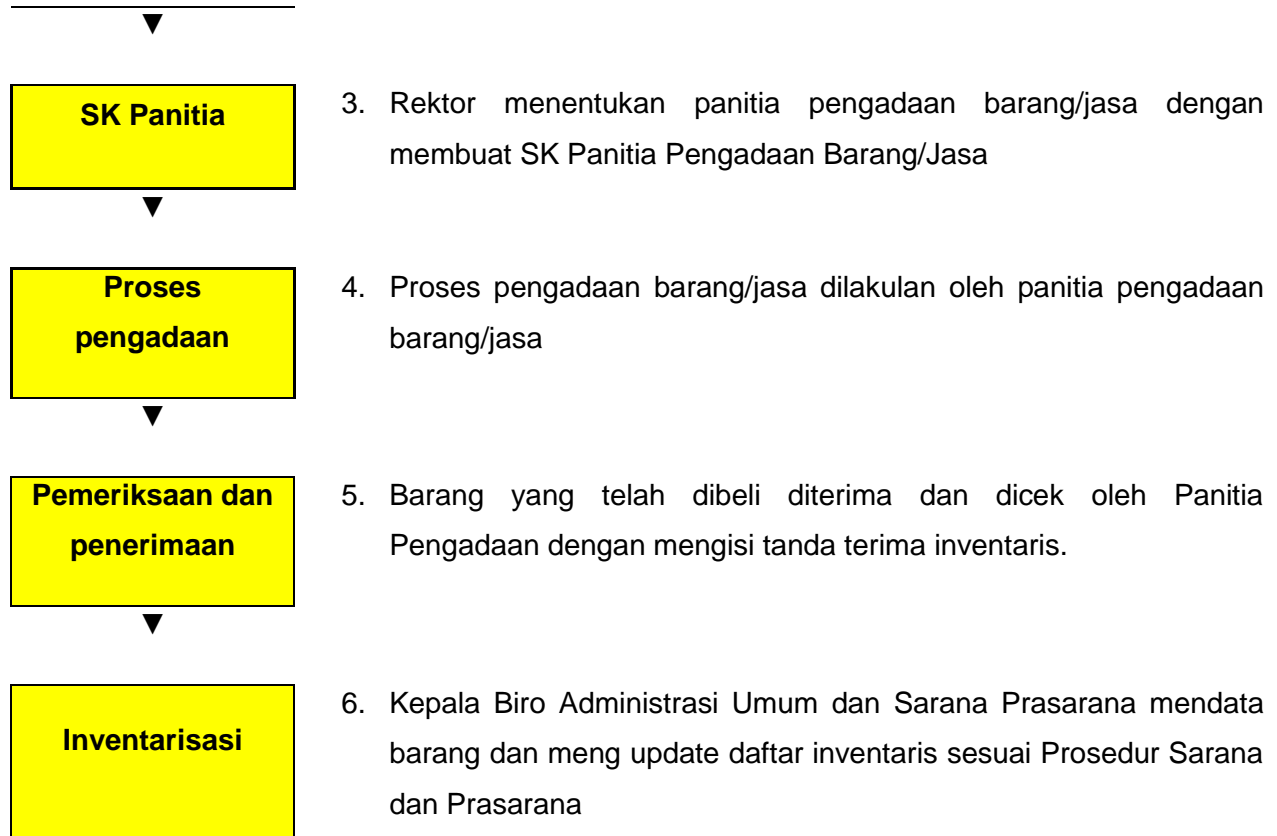 ▼
SK Panitia
3. Rektor menentukan panitia pengadaan barang/jasa dengan
membuat SK Panitia Pengadaan Barang/Jasa
▼
Proses
pengadaan
4. Proses pengadaan barang/jasa dilakulan oleh panitia pengadaan
barang/jasa
▼
Pemeriksaan dan
penerimaan
5. Barang yang telah dibeli diterima dan dicek oleh Panitia
Pengadaan dengan mengisi tanda terima inventaris.
▼
Inventarisasi
6. Kepala Biro Administrasi Umum dan Sarana Prasarana mendata
barang dan meng update daftar inventaris sesuai Prosedur Sarana
dan Prasarana